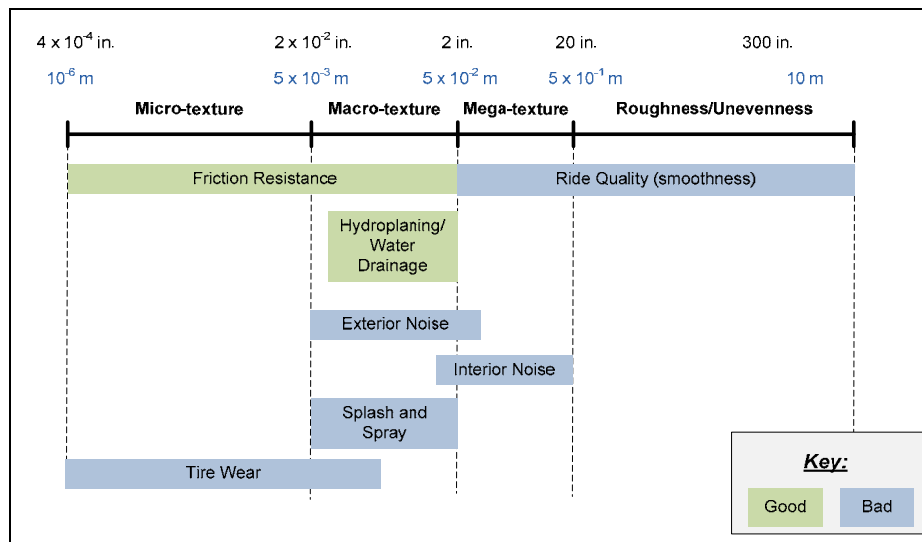 4 x 10⁻⁴ in. 2 x 10⁻² in. 2 in. 20 in. 300 in.
10⁻⁶ m 5 x 10⁻³ m 5 x 10⁻² m 5 x 10⁻¹ m 10 m
Micro-texture Macro-texture Mega-texture Roughness/Unevenness
Friction Resistance Ride Quality (smoothness)
Hydroplaning/
Water
Drainage
Exterior Noise
Interior Noise
Splash and
Spray
Tire Wear
Key:
Good Bad